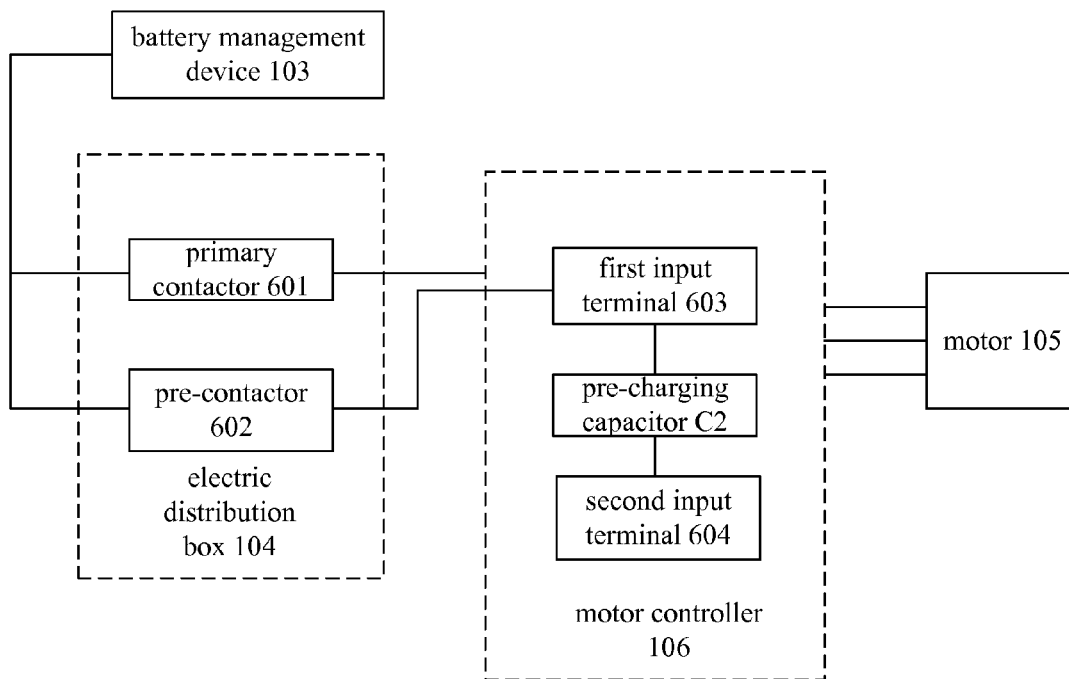 battery management
device 103
primary
contactor 601
pre-contactor
602
electric
distribution
box 104
first input
terminal 603
pre-charging
capacitor C2
second input
terminal 604
motor controller
106
motor 105